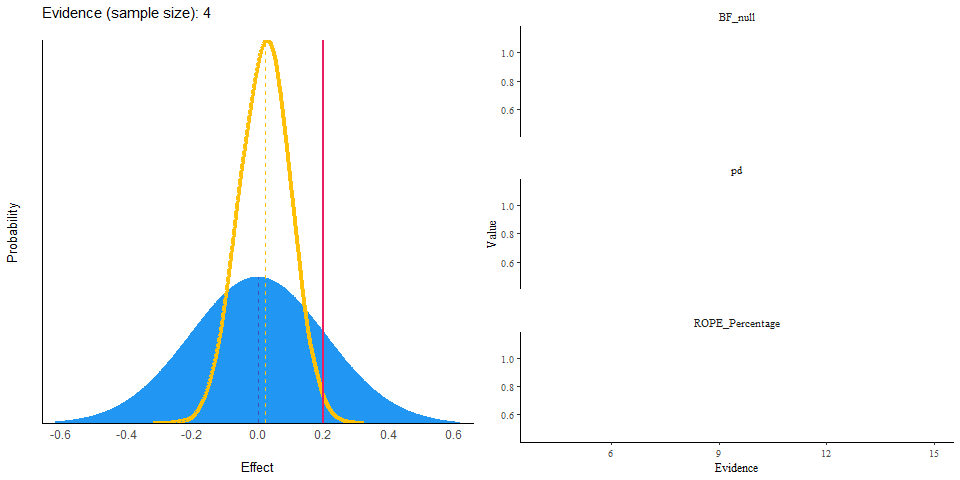 Evidence (sample size): 4
Probability
-0.6 -0.4 -0.2 0.0 0.2 0.4 0.6
Effect
BF_null
1.0
0.8
0.6
pd
1.0
0.8
0.6
Value
ROPE_Percentage
1.0
0.8
0.6
6 9 12 15
Evidence